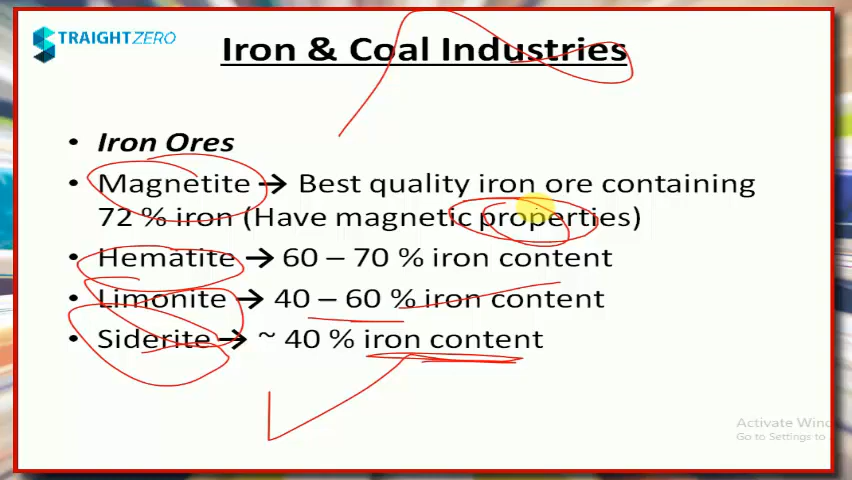 STRAIGHTZERO
Iron & Coal Industries
• Iron Ores
• Magnetite → Best quality iron ore containing
72 % iron (Have magnetic properties)
• Hematite → 60 – 70 % iron content
• Limonite → 40 – 60 % iron content
• Siderite → ~ 40 % iron content
Activate Wind
Go to Settings to